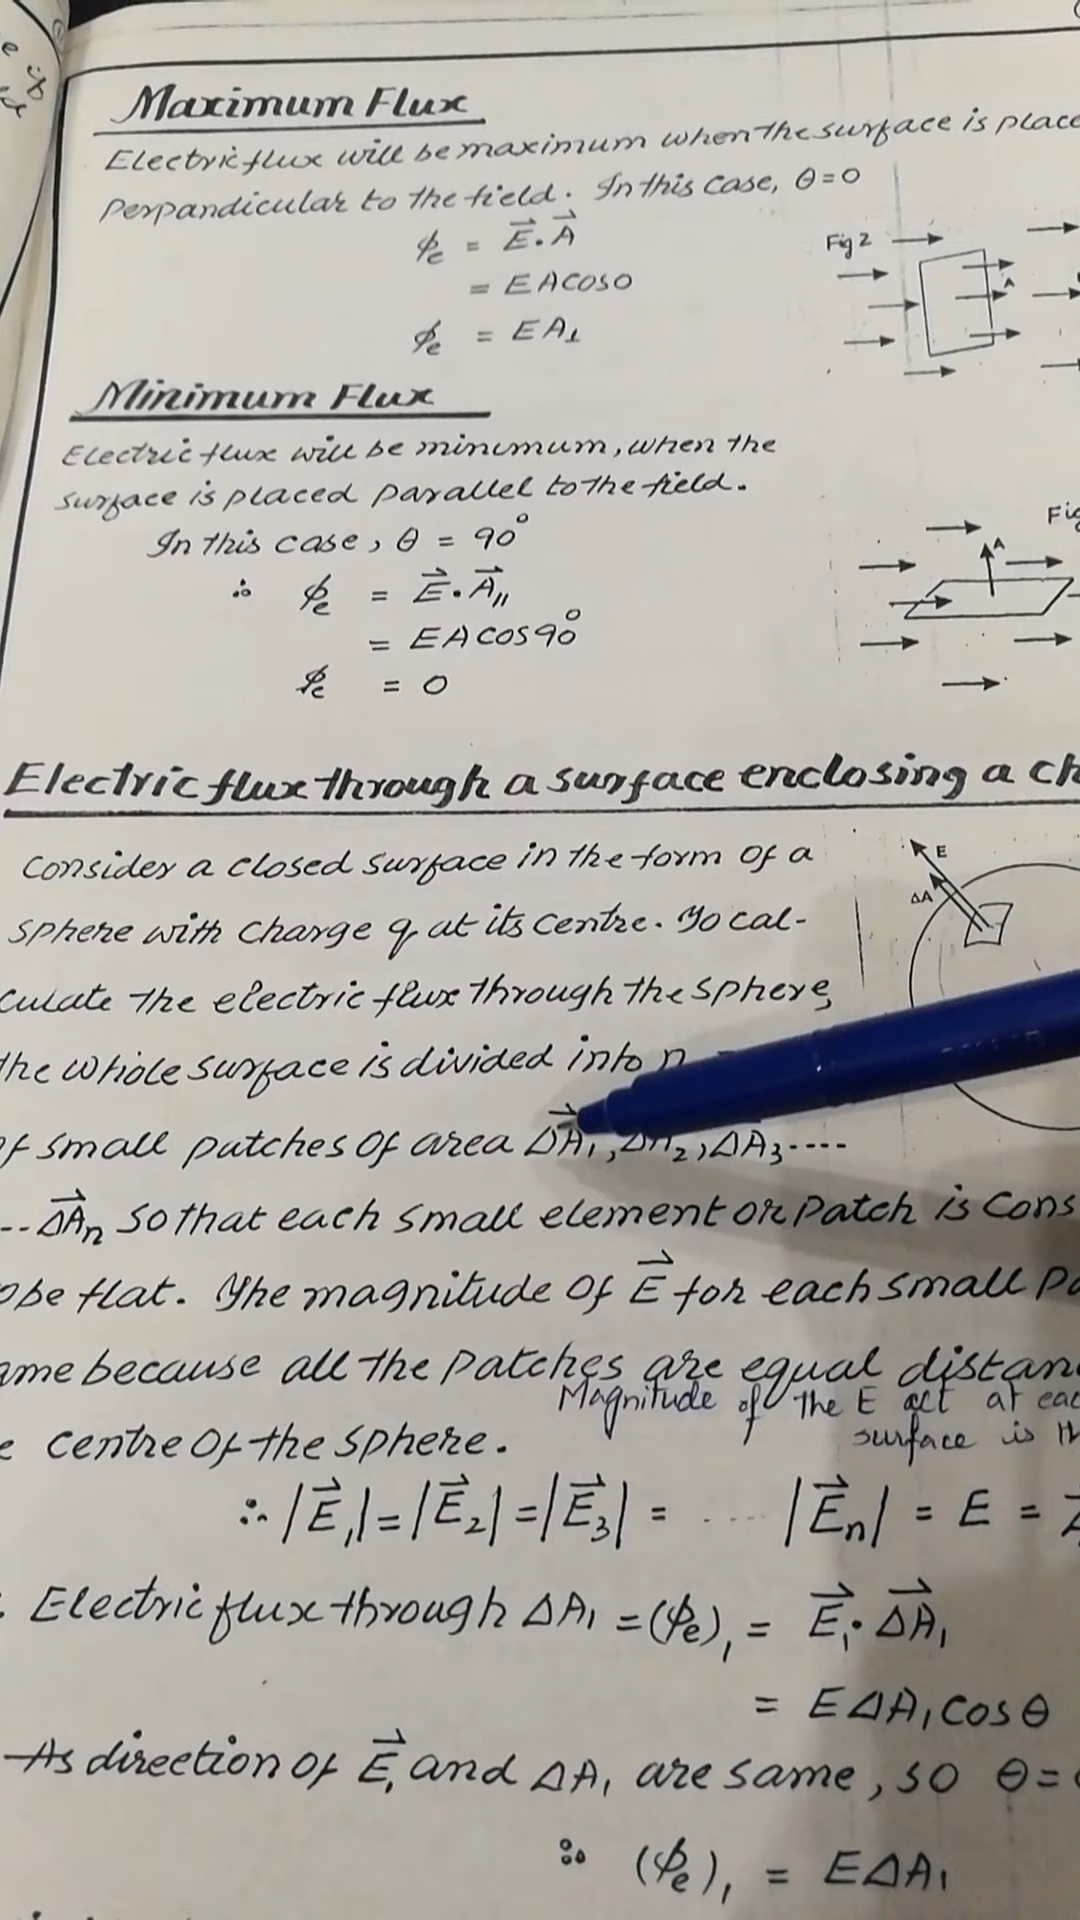 Maximum Flux
Electric flux will be maximum when the surface is place
Perpandicular to the field. In this case, θ=0
ϕe = E⃗.A⃗
Fig 2
= EAcos0
A
ϕe = EA⊥
Minimum Flux
Electric flux will be minimum, when the
surface is placed parallel to the field.
In this case, θ = 90°
∴ ϕe = E⃗.A⃗||
A
= EAcos90°
ϕe = 0
Electric flux through a surface enclosing a ch
Consider a closed surface in the form of a
E
ΔA
sphere with charge q at its centre. To cal-
culate the electric flux through the sphere,
the whole surface is divided into n
of small patches of area ΔA⃗1, ΔA2, ΔA3----
-- ΔA⃗n so that each small element or patch is Cons
obe flat. The magnitude of E⃗ for each small pa
ame because all the patches are equal distan
Magnitude of the E act at eac
surface is th
e centre of the sphere.
∴ |E⃗1| = |E⃗2| = |E⃗3| = ...... |E⃗n| = E =
. Electric flux through ΔA1 = (ϕe)1 = E⃗1. ΔA⃗1
= EΔA1cosθ
As direction of E⃗1 and ΔA1 are same, so θ=
∴ (ϕe)1 = EΔA1